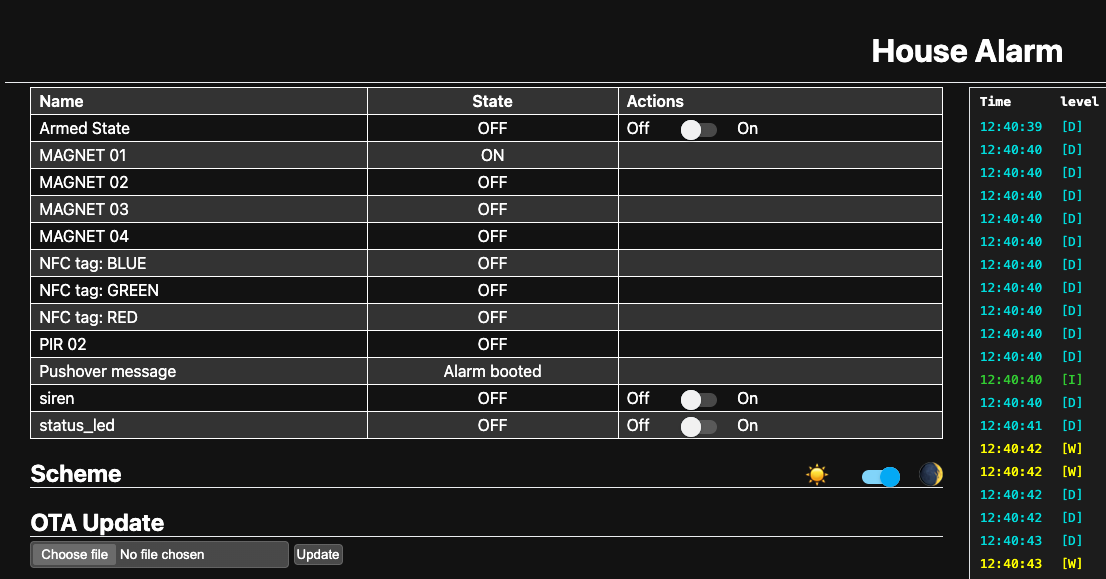 House Alarm
Name State Actions
Armed State OFF Off On
MAGNET 01 ON
MAGNET 02 OFF
MAGNET 03 OFF
MAGNET 04 OFF
NFC tag: BLUE OFF
NFC tag: GREEN OFF
NFC tag: RED OFF
PIR 02 OFF
Pushover message Alarm booted
siren OFF Off On
status_led OFF Off On
Scheme
OTA Update
Choose file No file chosen Update
Time level
12:40:39 [D]
12:40:40 [D]
12:40:40 [D]
12:40:40 [D]
12:40:40 [D]
12:40:40 [D]
12:40:40 [D]
12:40:40 [D]
12:40:40 [D]
12:40:40 [D]
12:40:40 [D]
12:40:40 [I]
12:40:40 [D]
12:40:41 [D]
12:40:42 [W]
12:40:42 [W]
12:40:42 [D]
12:40:42 [D]
12:40:43 [D]
12:40:43 [W]